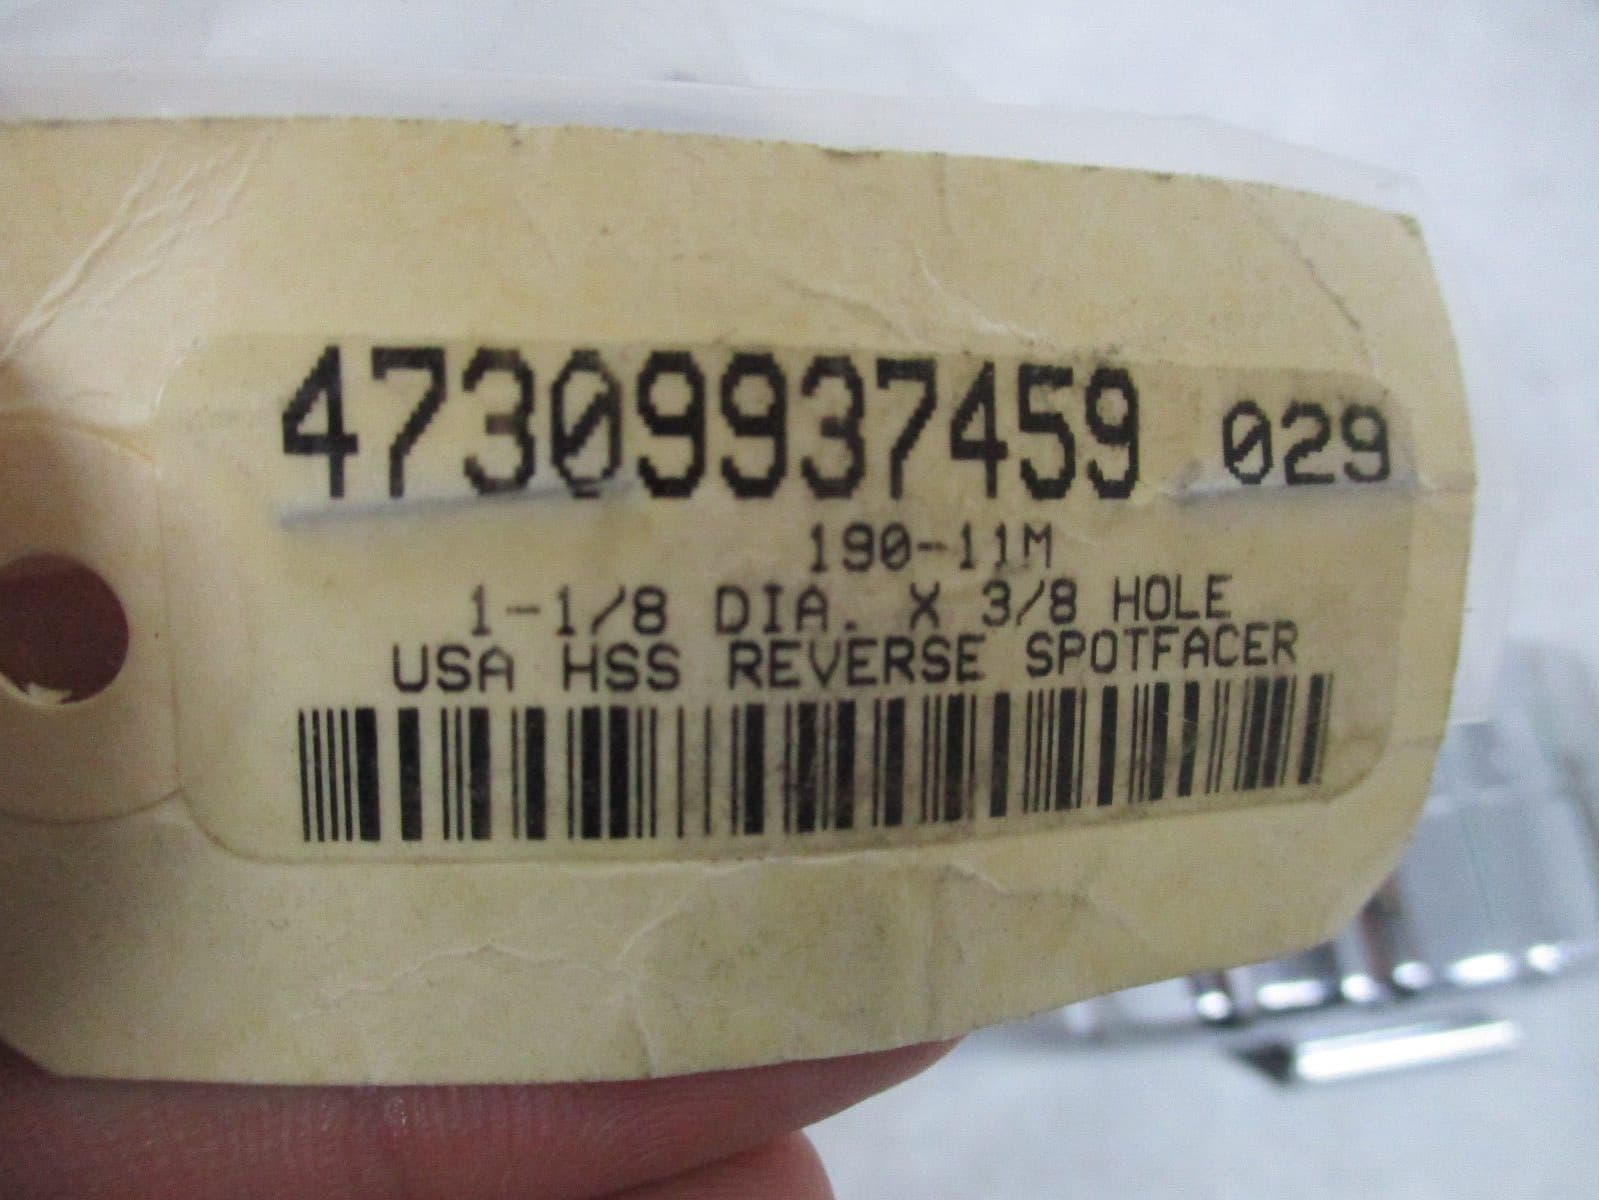 47309937459 029
190-11M
1-1/8 DIA. X 3/8 HOLE
USA HSS REVERSE SPOTFACER